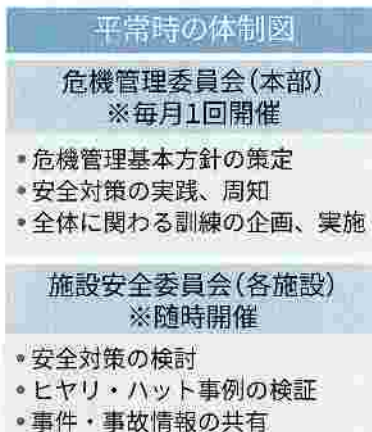 平常時の体制図
危機管理委員会（本部）
※毎月1回開催
• 危機管理基本方針の策定
• 安全対策の実践、周知
• 全体に関わる訓練の企画、実施
施設安全委員会（各施設）
※随時開催
• 安全対策の検討
• ヒヤリ・ハット事例の検証
• 事件・事故情報の共有